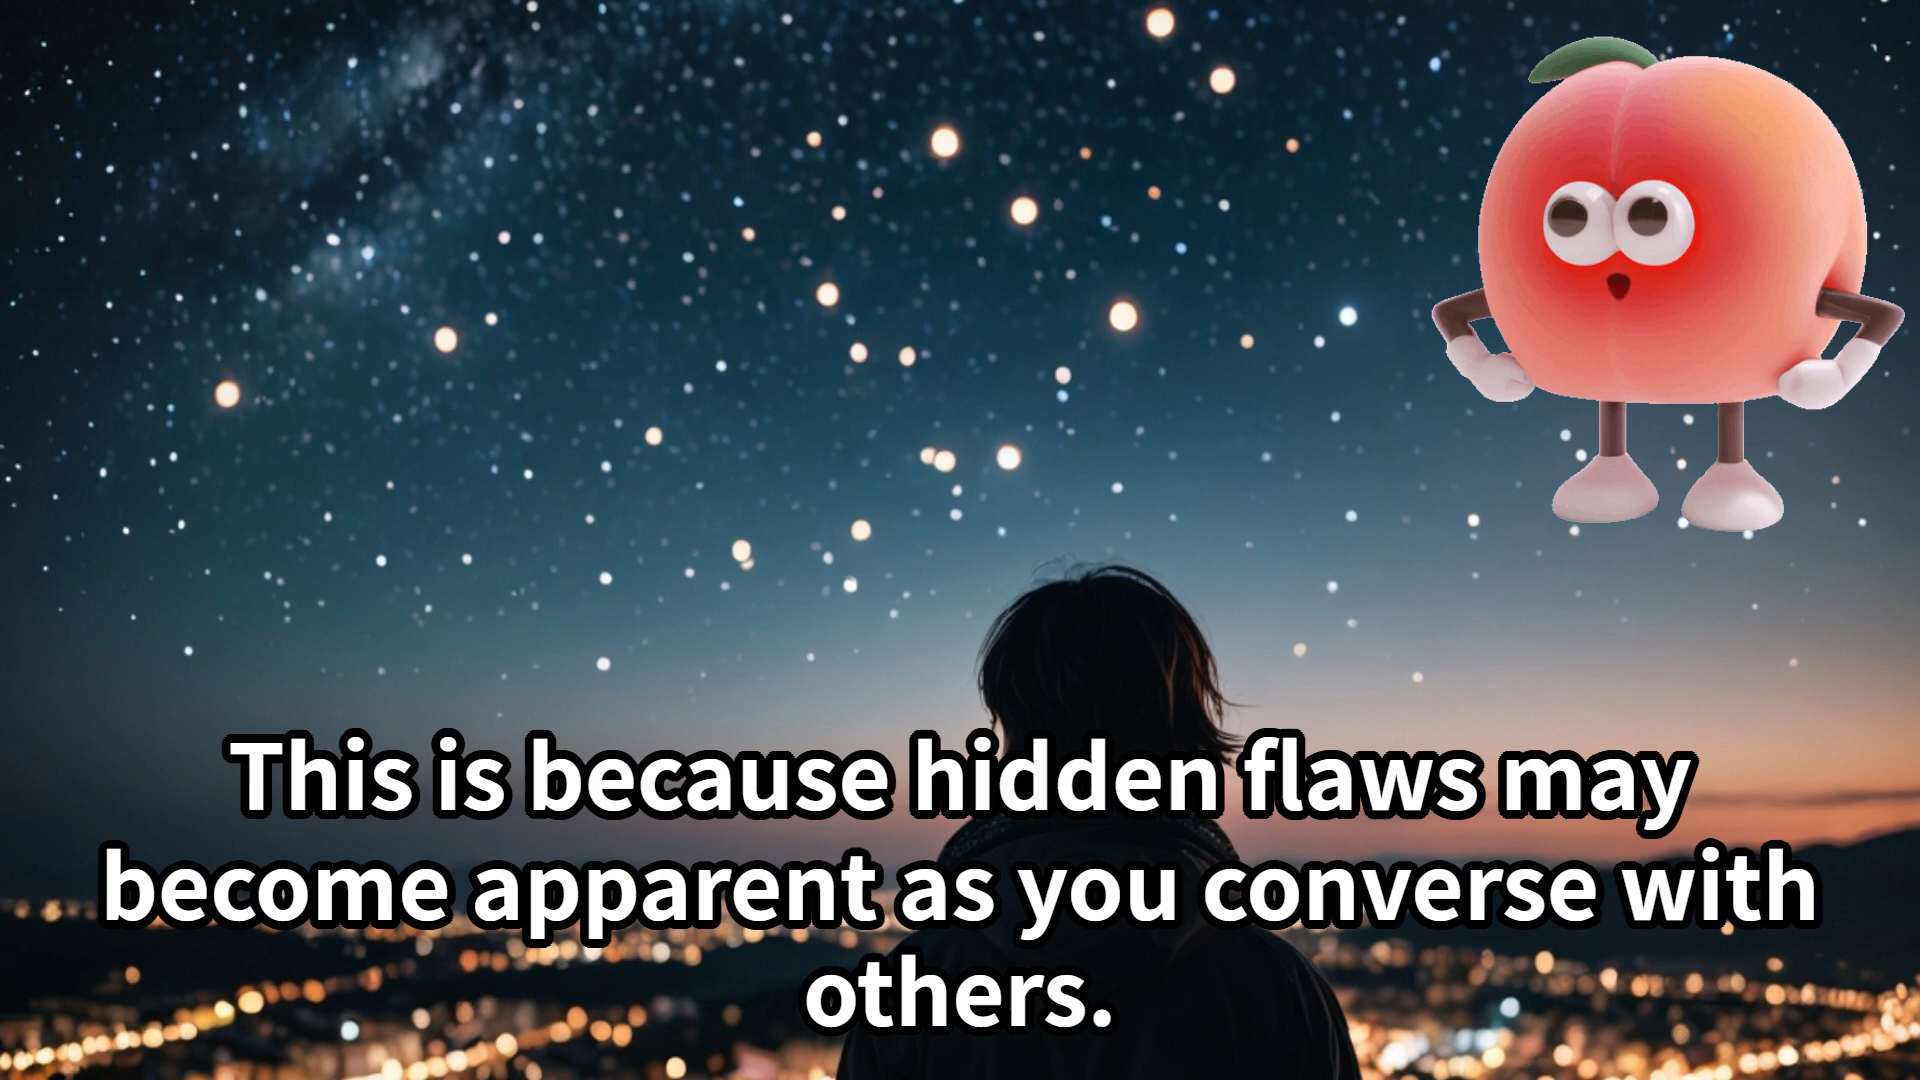 This is because hidden flaws may
become apparent as you converse with
others.